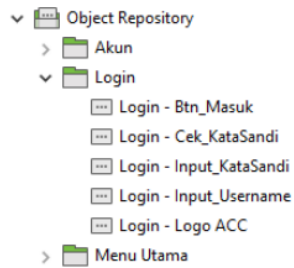 Object Repository
Akun
Login
Login - Btn_Masuk
Login - Cek_KataSandi
Login - Input_KataSandi
Login - Input_Username
Login - Logo ACC
Menu Utama